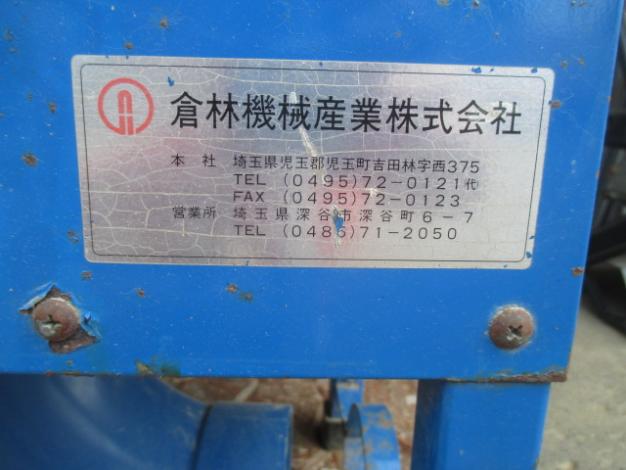 倉林機械産業株式会社
本社 埼玉県児玉郡児玉町吉田林字西375
TEL (0495)72-0121代
FAX (0495)72-0123
営業所 埼玉県深谷市深谷町6-7
TEL (0486)71-2050